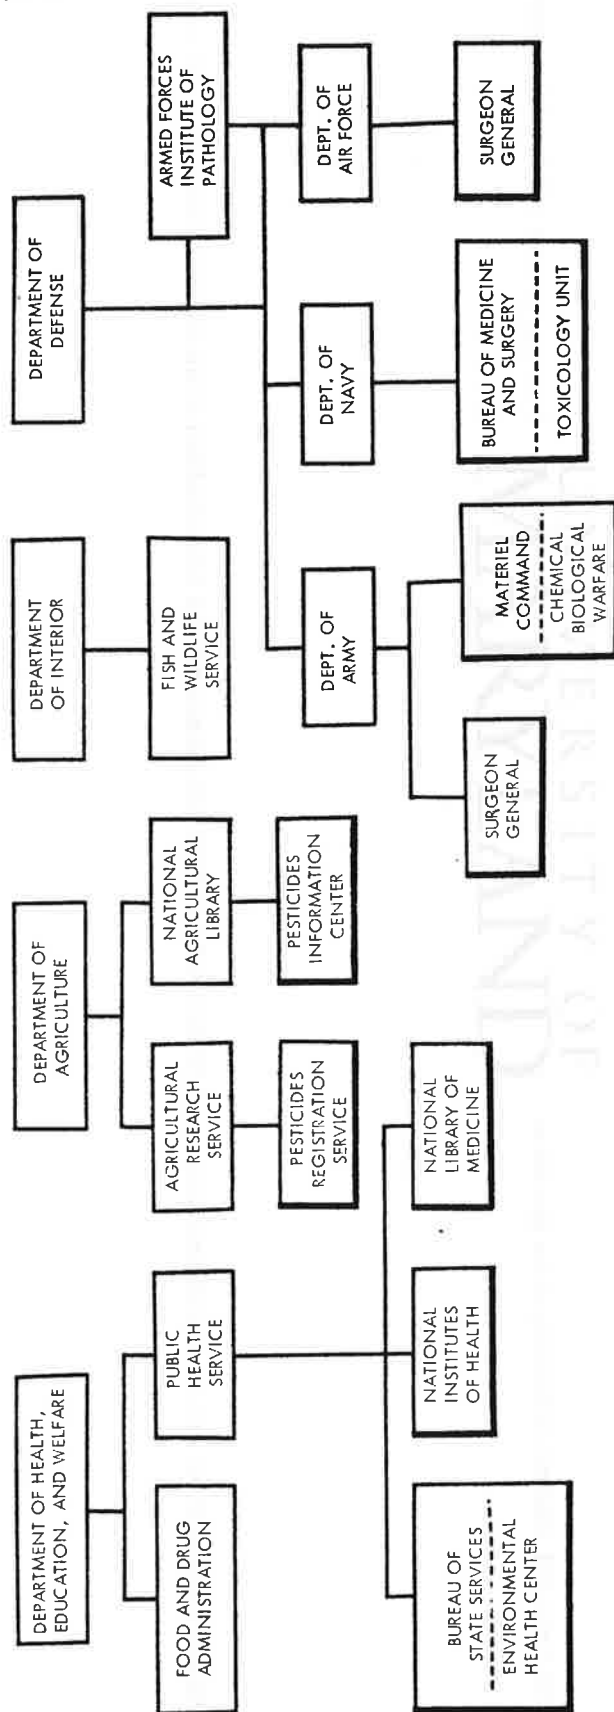 DEPARTMENT OF HEALTH,
EDUCATION, AND WELFARE
FOOD AND DRUG
ADMINISTRATION
PUBLIC
HEALTH
SERVICE
BUREAU OF
STATE SERVICES
ENVIRONMENTAL
HEALTH CENTER
NATIONAL
INSTITUTES
OF HEALTH
NATIONAL
LIBRARY OF
MEDICINE
DEPARTMENT OF
AGRICULTURE
AGRICULTURAL
RESEARCH
SERVICE
NATIONAL
AGRICULTURAL
LIBRARY
PESTICIDES
REGISTRATION
SERVICE
PESTICIDES
INFORMATION
CENTER
DEPARTMENT
OF INTERIOR
FISH AND
WILDLIFE
SERVICE
DEPARTMENT OF
DEFENSE
ARMED FORCES
INSTITUTE OF
PATHOLOGY
DEPT. OF
ARMY
DEPT. OF
NAVY
DEPT. OF
AIR FORCE
SURGEON
GENERAL
MATERIEL
COMMAND
CHEMICAL
BIOLOGICAL
WARFARE
BUREAU OF MEDICINE
AND SURGERY
TOXICOLOGY UNIT
SURGEON
GENERAL
UNIVERSITY OF
MARYLAND